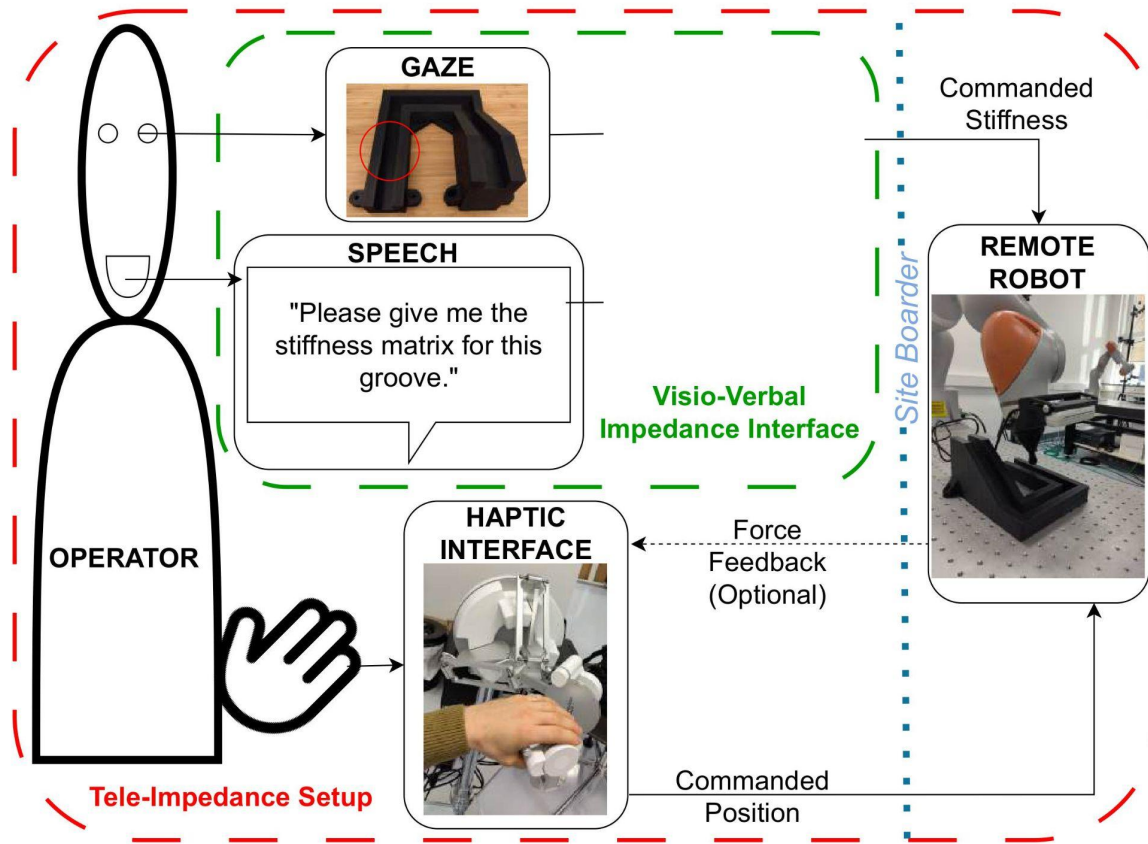 GAZE
Commanded
Stiffness
SPEECH
"Please give me the
stiffness matrix for this
groove."
Visio-Verbal
Impedance Interface
Site Boarder
REMOTE
ROBOT
OPERATOR
HAPTIC
INTERFACE
Force
Feedback
(Optional)
Tele-Impedance Setup
Commanded
Position